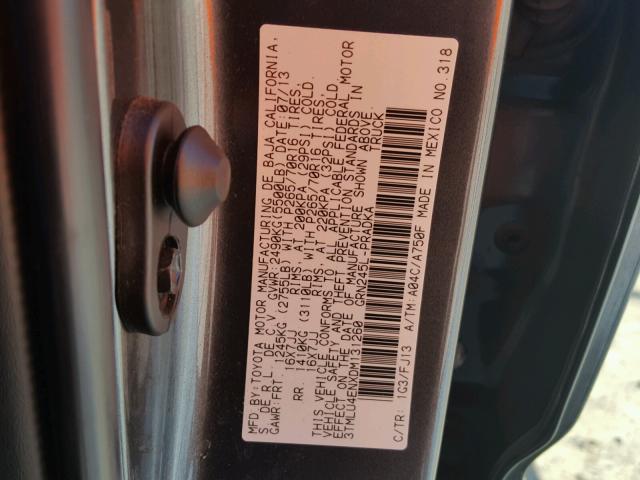 MFD.BY:TOYOTA MOTOR MANUFACTURING DE BAJA CALIFORNIA,
S.DE R.L. DE C.V. GVWR:2490KG(5500LB) DATE:07/13
GAWR:FRT. 1245KG (2755LB) WITH P265/70R16 TIRES,
16X7JJ RIMS, AT 200KPA (29PSI) COLD.
RR. 1410KG (3110LB) WITH P265/70R16 TIRES,
16X7JJ RIMS, AT 220KPA (32PSI) COLD
THIS VEHICLE CONFORMS TO ALL APPLICABLE FEDERAL MOTOR
VEHICLE SAFETY AND THEFT PREVENTION STANDARDS IN
EFFECT ON THE DATE OF MANUFACTURE SHOWN ABOVE.
3TMLU4ENXDM131260 TRUCK
GRN245L-PRADKA
C/TR: 1G3/FJ13 A/TM:A04C/A750F MADE IN MEXICO NO.318